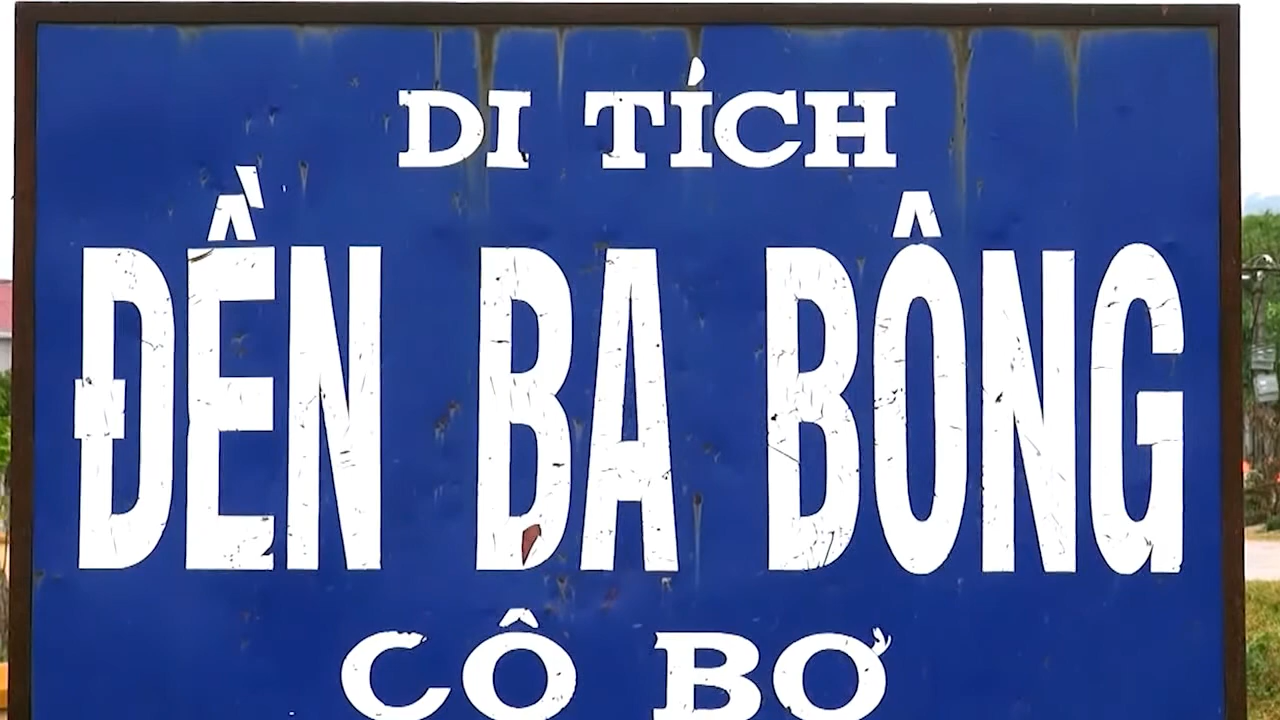 DI TÍCH
ĐỀN BA BÔNG
CÔ BƠ